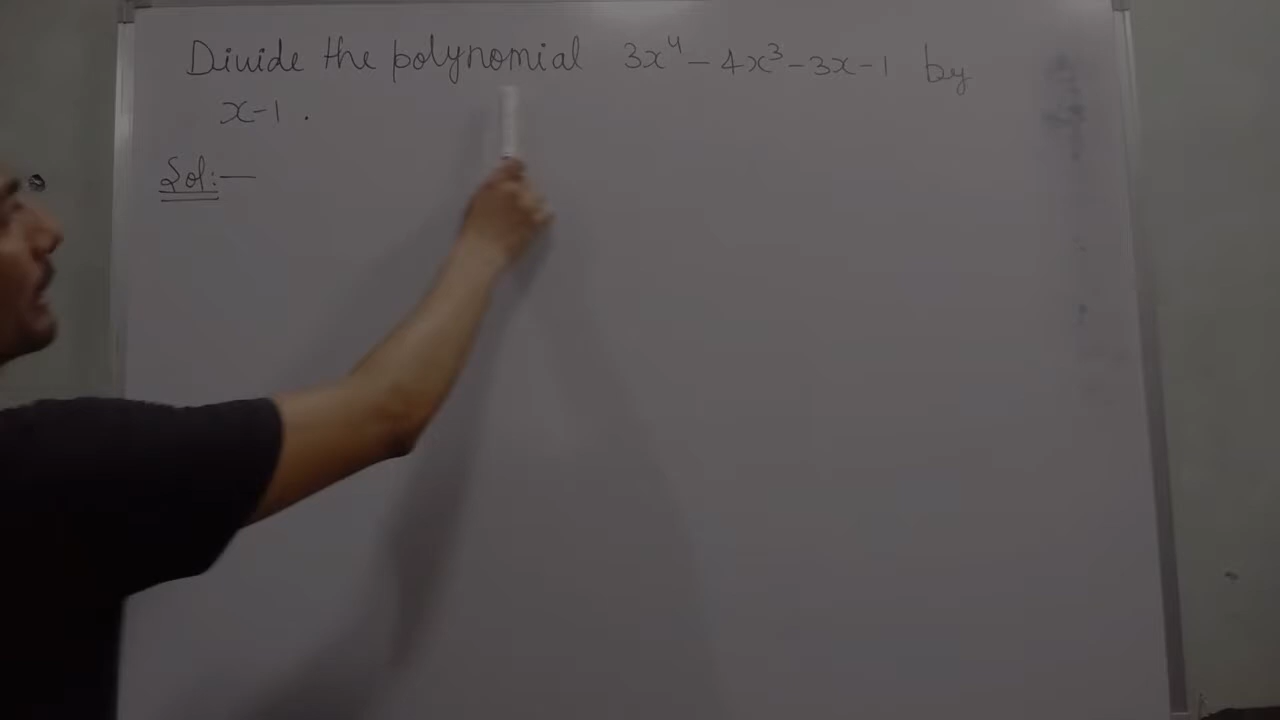 Divide the polynomial 3x⁴ - 4x³ - 3x - 1 by
x-1 .
Sol:—